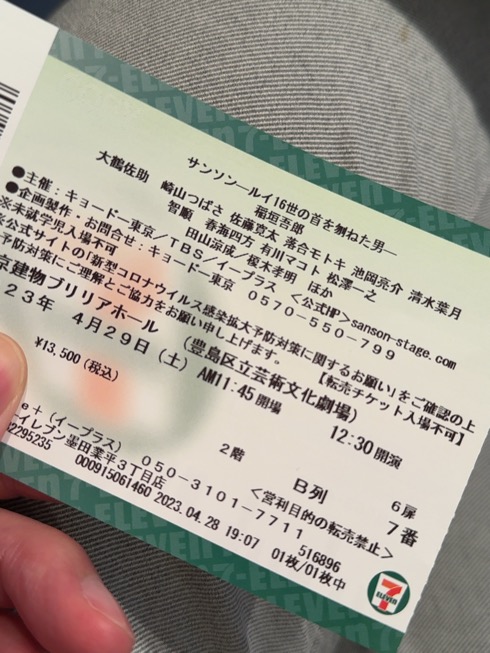 サンソンールイ16世の首を刎ねた男ー
稲垣吾郎
大鶴佐助 崎山つばさ 佐藤寛太 落合モトキ 池岡亮介 清水葉月
智順 春海四方 有川マコト 松澤一之
田山涼成／榎木孝明 ほか
●主催：キョードー東京／TBS／イープラス ＜公式HP＞sanson-stage.com
●企画製作・お問合せ：キョードー東京 0570-550-799
※未就学児入場不可
※公式サイトの「新型コロナウイルス感染拡大予防対策に関するお願い」をご確認の上
予防対策にご理解とご協力をお願い申し上げます。 【転売チケット入場不可】
京建物ブリリアホール （豊島区立芸術文化劇場）
23年 4月29日（土） AM11:45開場 12:30開演
¥13,500（税込）
2階 B列 6扉 7番
e+（イープラス） 050-3101-7711 ＜営利目的の転売禁止＞
イレブン墨田業平3丁目店 516896
2295235 000915061460 2023.04.28 19:07 01枚/01枚中
7
ELEVEN